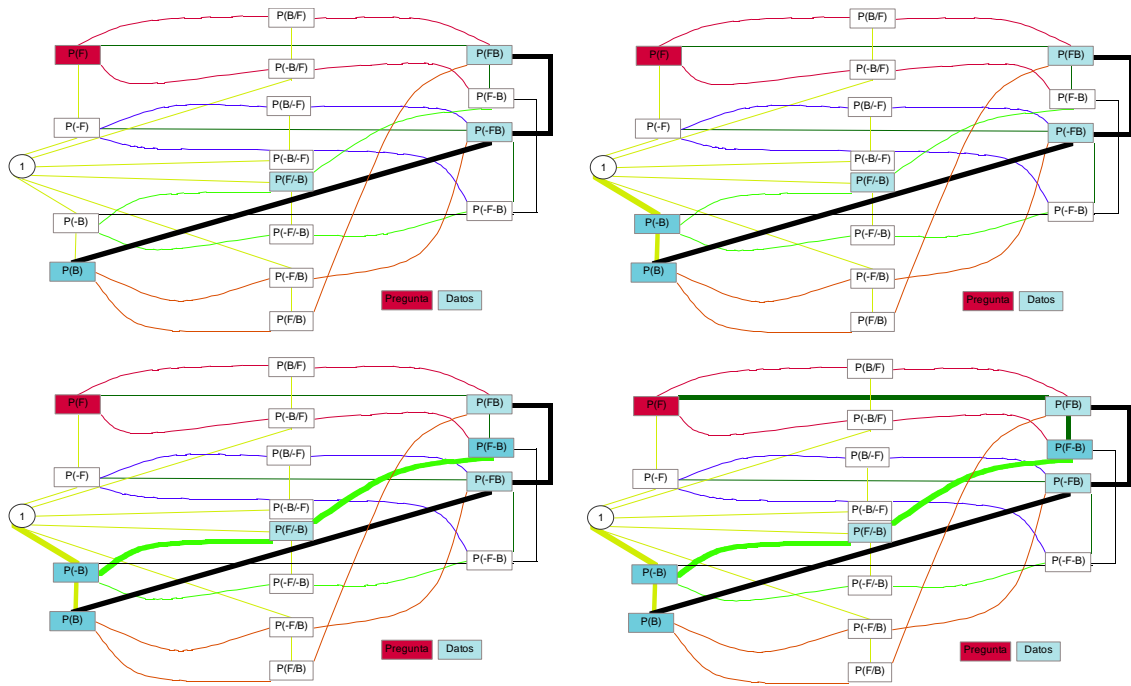 P(B/F)
P(F)
P(FB)
P(-B/F)
P(F-B)
P(B/-F)
P(-F)
P(-FB)
P(-B/-F)
1
P(F/-B)
P(-F-B)
P(-B)
P(-F/-B)
P(B)
P(-F/B)
Pregunta
Datos
P(F/B)
P(B/F)
P(F)
P(FB)
P(-B/F)
P(F-B)
P(B/-F)
P(-F)
P(-FB)
P(-B/-F)
1
P(F/-B)
P(-F-B)
P(-B)
P(-F/-B)
P(B)
P(-F/B)
Pregunta
Datos
P(F/B)
P(B/F)
P(F)
P(FB)
P(-B/F)
P(F-B)
P(B/-F)
P(-F)
P(-FB)
P(-B/-F)
1
P(F/-B)
P(-F-B)
P(-B)
P(-F/-B)
P(B)
P(-F/B)
Pregunta
Datos
P(F/B)
P(B/F)
P(F)
P(FB)
P(-B/F)
P(F-B)
P(B/-F)
P(-F)
P(-FB)
P(-B/-F)
1
P(F/-B)
P(-F-B)
P(-B)
P(-F/-B)
P(B)
P(-F/B)
Pregunta
Datos
P(F/B)